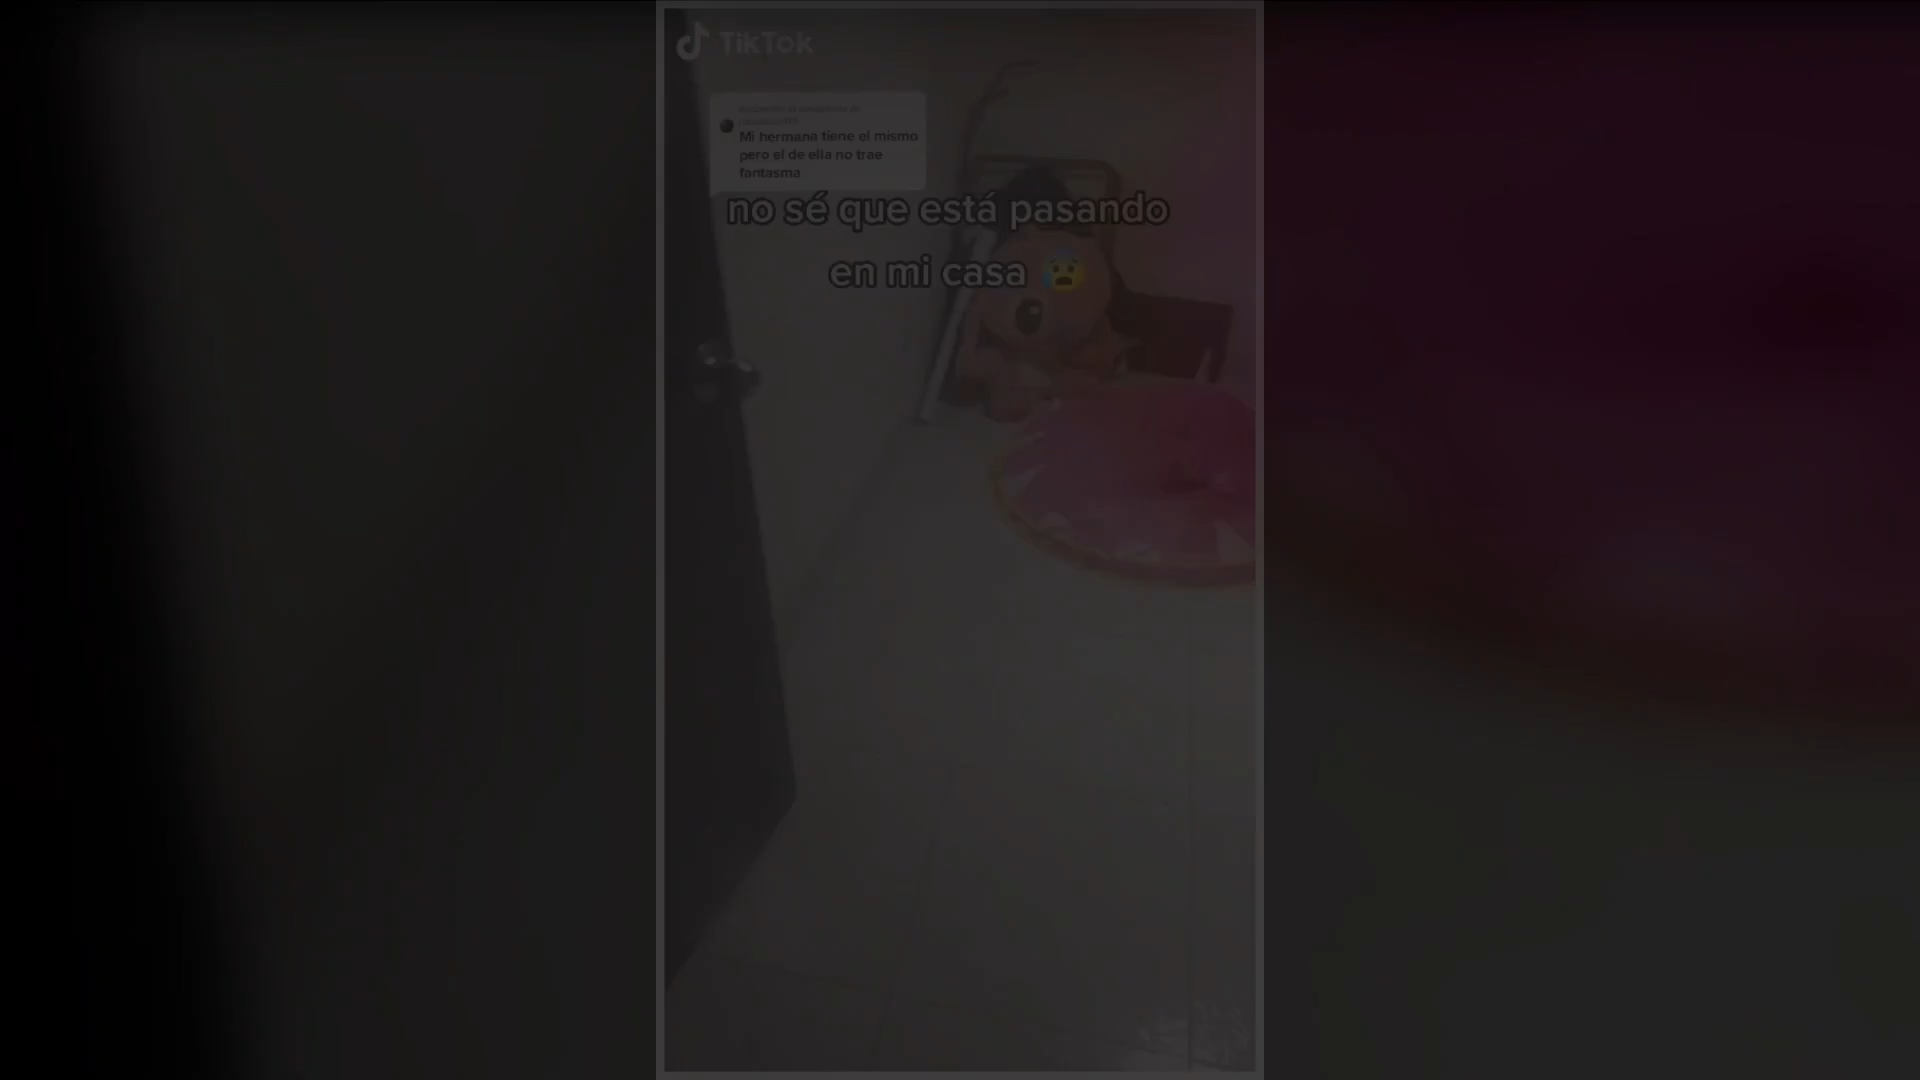 TikTok
Mi hermana tiene el mismo
pero el de ella no trae
fantasma
no sé que está pasando
en mi casa 😰